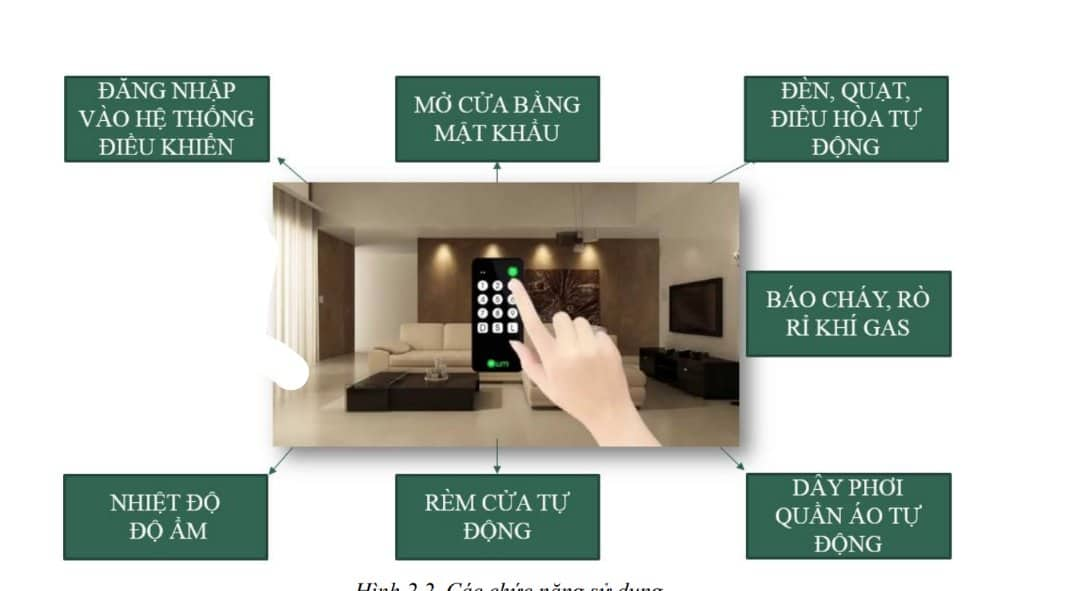 ĐĂNG NHẬP
VÀO HỆ THỐNG
ĐIỀU KHIỂN
MỞ CỬA BẰNG
MẬT KHẨU
ĐÈN, QUẠT,
ĐIỀU HÒA TỰ
ĐỘNG
1 2
4 5 6
7 8 9
0 S L
um
BÁO CHÁY, RÒ
RỈ KHÍ GAS
NHIỆT ĐỘ
ĐỘ ẨM
RÈM CỬA TỰ
ĐỘNG
DÂY PHƠI
QUẦN ÁO TỰ
ĐỘNG
Hình 2.2. Các chức năng sử dụng